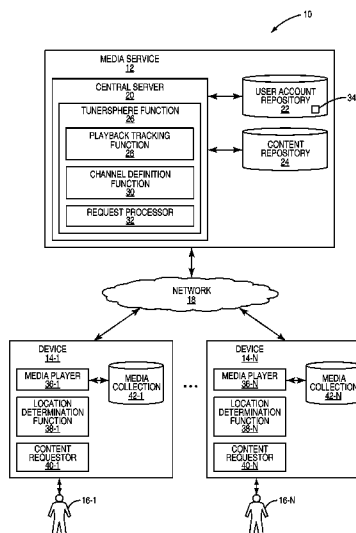 10
MEDIA SERVICE
12
CENTRAL SERVER
20
TUNERSPHERE FUNCTION
26
PLAYBACK TRACKING
FUNCTION
28
CHANNEL DEFINITION
FUNCTION
30
REQUEST PROCESSOR
32
USER ACCOUNT
REPOSITORY
22
34
CONTENT
REPOSITORY
24
NETWORK
18
DEVICE
14-1
MEDIA PLAYER
36-1
LOCATION
DETERMINATION
FUNCTION
38-1
CONTENT
REQUESTOR
40-1
MEDIA
COLLECTION
42-1
16-1
...
DEVICE
14-N
MEDIA PLAYER
36-N
LOCATION
DETERMINATION
FUNCTION
38-N
CONTENT
REQUESTOR
40-N
MEDIA
COLLECTION
42-N
16-N